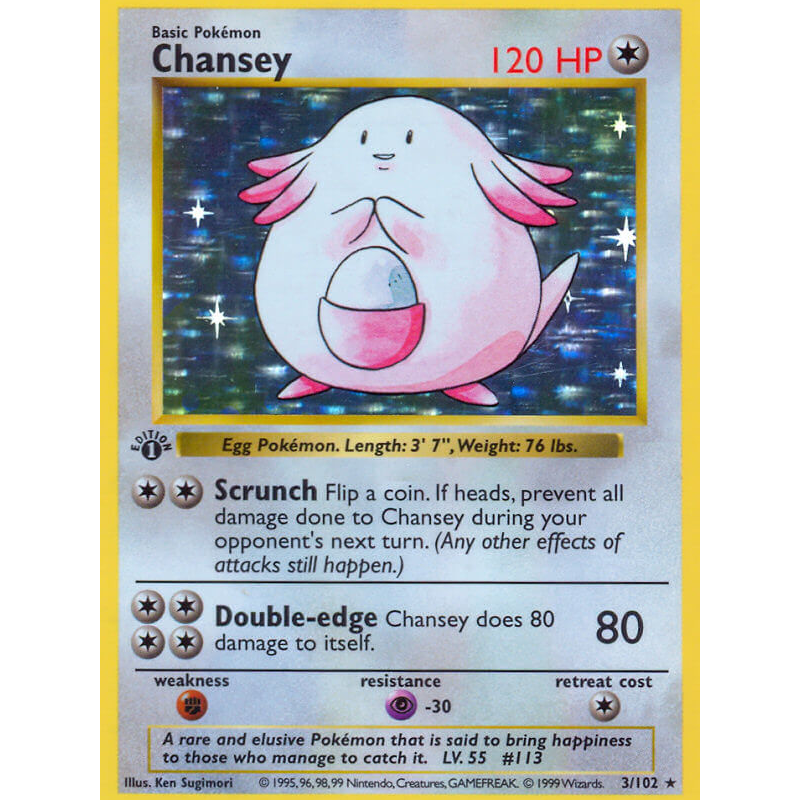 Basic Pokémon
Chansey
120 HP
EDITION
1
Egg Pokémon. Length: 3' 7", Weight: 76 lbs.
Scrunch Flip a coin. If heads, prevent all
damage done to Chansey during your
opponent's next turn. (Any other effects of
attacks still happen.)
Double-edge Chansey does 80
damage to itself.
80
weakness resistance retreat cost
-30
A rare and elusive Pokémon that is said to bring happiness
to those who manage to catch it. LV. 55 #113
Illus. Ken Sugimori © 1995, 96, 98, 99 Nintendo, Creatures, GAMEFREAK. © 1999 Wizards. 3/102 ★